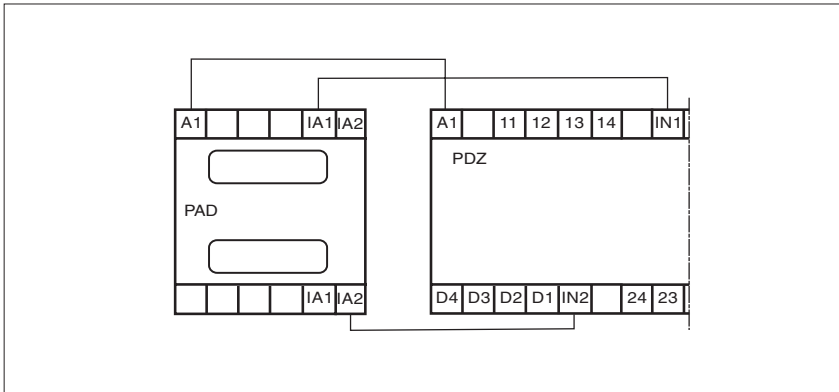 A1 IA1 IA2 A1 11 12 13 14 IN1
PDZ
PAD
IA1 IA2 D4 D3 D2 D1 IN2 24 23